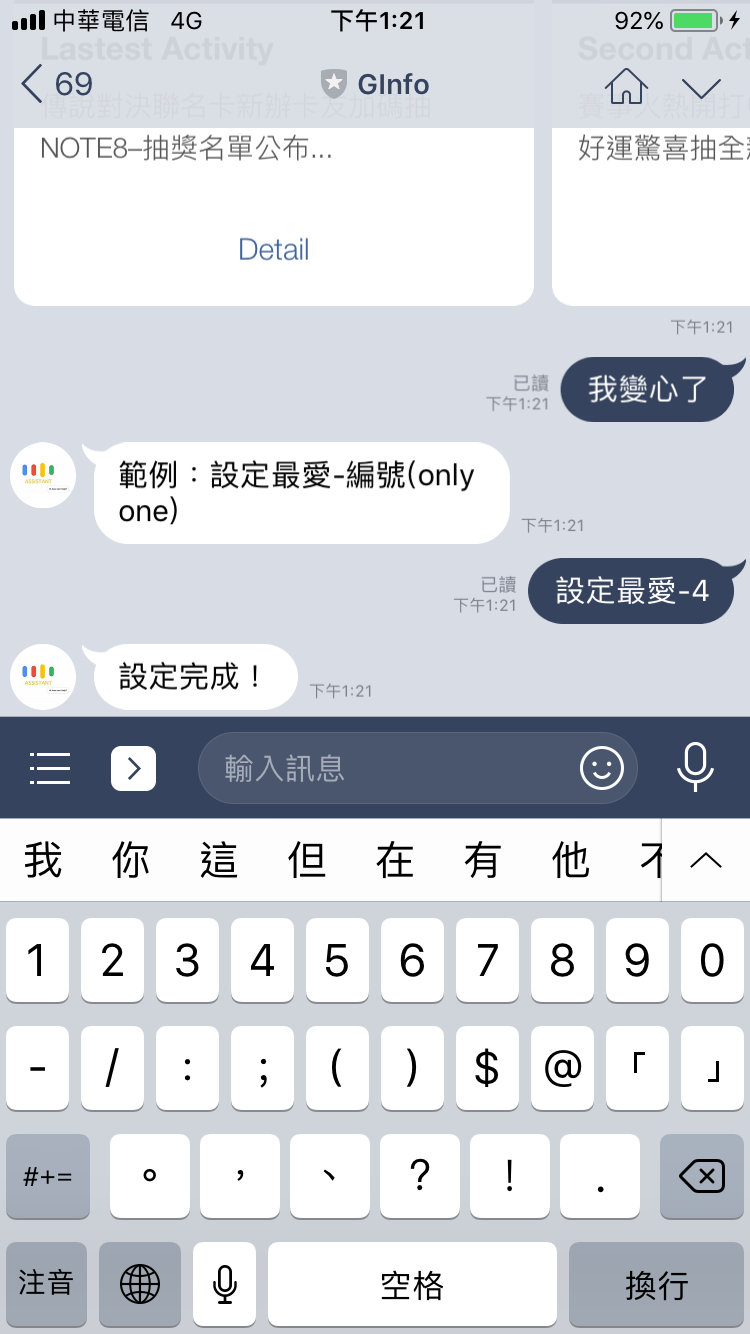 中華電信 4G 下午1:21 92%
Lastest Activity Second Act
69 GInfo
傳說對決聯名卡新辦卡友加碼抽 賽事火熱開打
NOTE8–抽獎名單公布... 好運驚喜抽全
Detail
下午1:21
已讀
下午1:21
我變心了
範例：設定最愛-編號(only
one)
下午1:21
ASSISTANT
已讀
下午1:21
設定最愛-4
設定完成！
下午1:21
ASSISTANT
輸入訊息
我 你 這 但 在 有 他 不
1 2 3 4 5 6 7 8 9 0
- / : ; ( ) $ @ 「 」
#+= 。 ， 、 ? ! .
注音 空格 換行